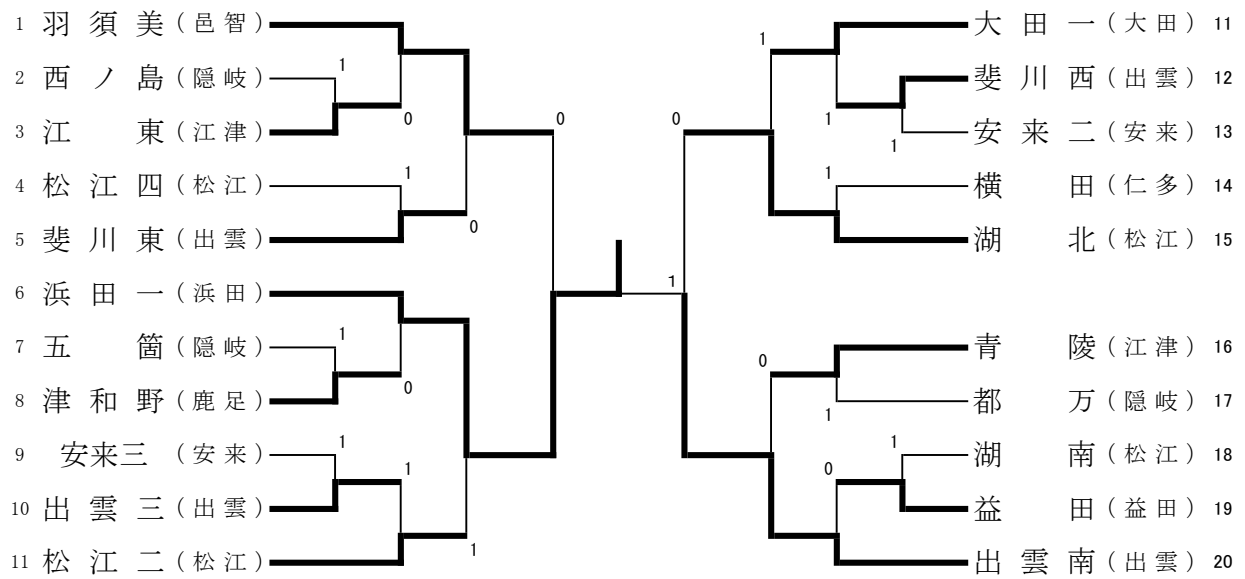 1 羽須美(邑智)
2 西ノ島(隠岐)
3 江東(江津)
4 松江四(松江)
5 斐川東(出雲)
6 浜田一(浜田)
7 五箇(隠岐)
8 津和野(鹿足)
9 安来三(安来)
10 出雲三(出雲)
11 松江二(松江)
1
0
1
0
0
1
0
1
1
1
0
1
0
1
1
1
1
0
1
0
大田一(大田) 11
斐川西(出雲) 12
安来二(安来) 13
横田(仁多) 14
湖北(松江) 15
青陵(江津) 16
都万(隠岐) 17
湖南(松江) 18
益田(益田) 19
出雲南(出雲) 20